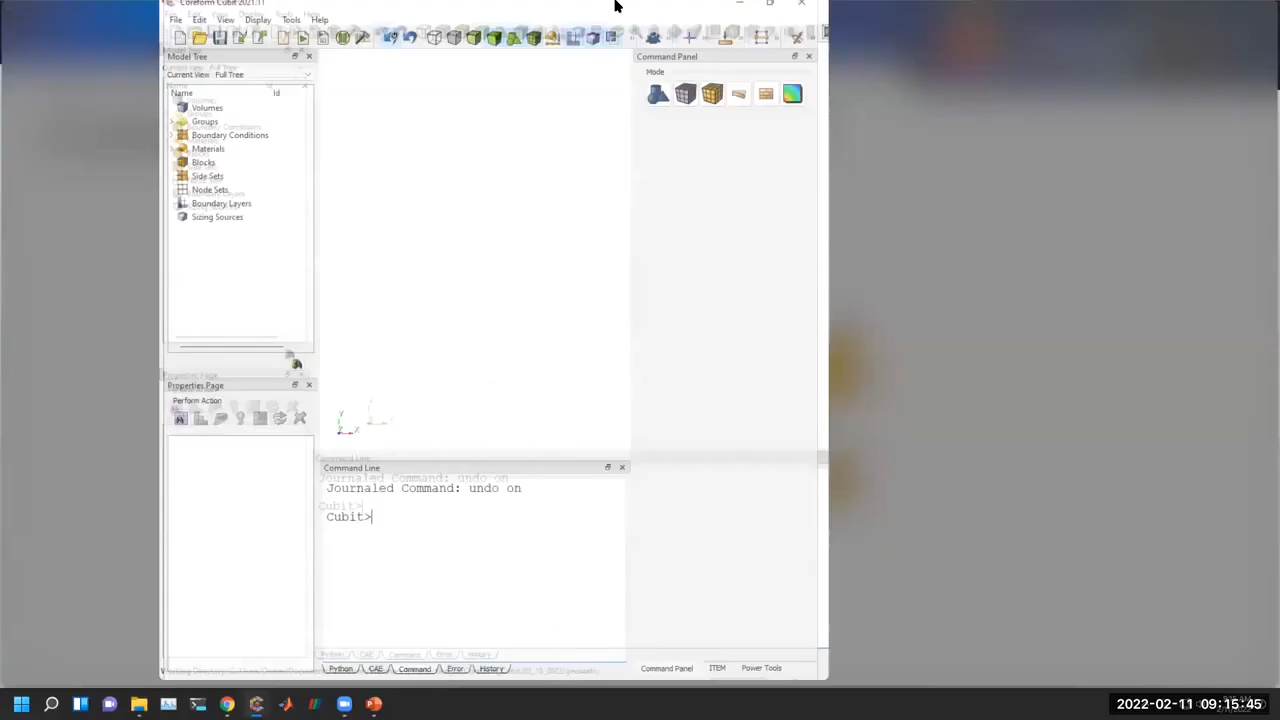 Coreform Cubit 2021.11
File Edit View Display Tools Help
Model Tree
Current View Full Tree
Name Id
Volumes
Groups
Boundary Conditions
Materials
Blocks
Side Sets
Node Sets
Boundary Layers
Sizing Sources
Properties Page
Perform Action
Command Panel
Mode
Command Line
Journaled Command: undo on
Cubit>
Python CAE Command Error History
Command Panel ITEM Power Tools
2022-02-11 09:15:45